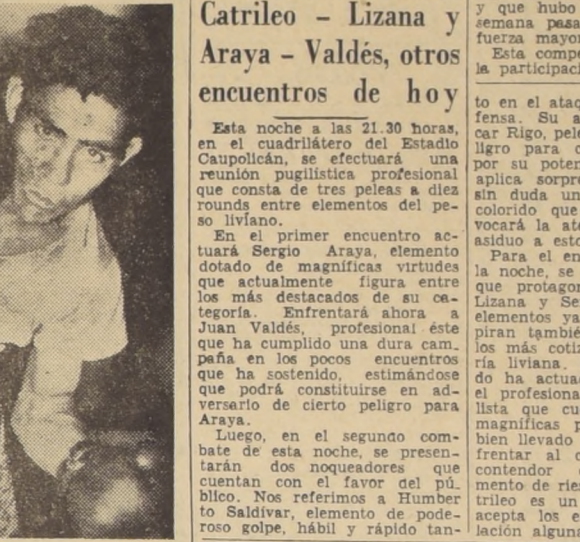 Catrileo - Lizana y
Araya - Valdés, otros
encuentros de hoy
Esta noche a las 21.30 horas,
en el cuadrilátero del Estadio
Caupolicán, se efectuará una
reunión pugilística profesional
que consta de tres peleas a diez
rounds entre elementos del pe-
so liviano.
En el primer encuentro ac-
tuará Sergio Araya, elemento
dotado de magníficas virtudes
que actualmente figura entre
los más destacados de su ca-
tegoría. Enfrentará ahora a
Juan Valdés, profesional éste
que ha cumplido una dura cam.
paña en los pocos encuentros
que ha sostenido, estimándose
que podrá constituirse en ad-
versario de cierto peligro para
Araya.
Luego, en el segundo com-
bate de esta noche, se presen-
tarán dos noqueadores que
cuentan con el favor del pú_
blico. Nos referimos a Humber
to Saldívar, elemento de pode-
roso golpe, hábil y rápido tan-
y que hubo
semana pasa
fuerza mayor
Esta compe
la participaci
to en el ataq
fensa. Su a
car Rigo, pele
ligro para c
por su poten
aplica sorpre
sin duda un
colorido que
vocará la ate
asiduo a esto
Para el en
la noche, se
que protagon
Lizana y Se
elementos ya
piran tambié
los más cotiz
ría liviana.
do ha actua
el profesiona
lista que cu
magníficas p
bien llevado
frentar al c
contendor
mento de ries
trileo es un
acepta los e
lación alguna